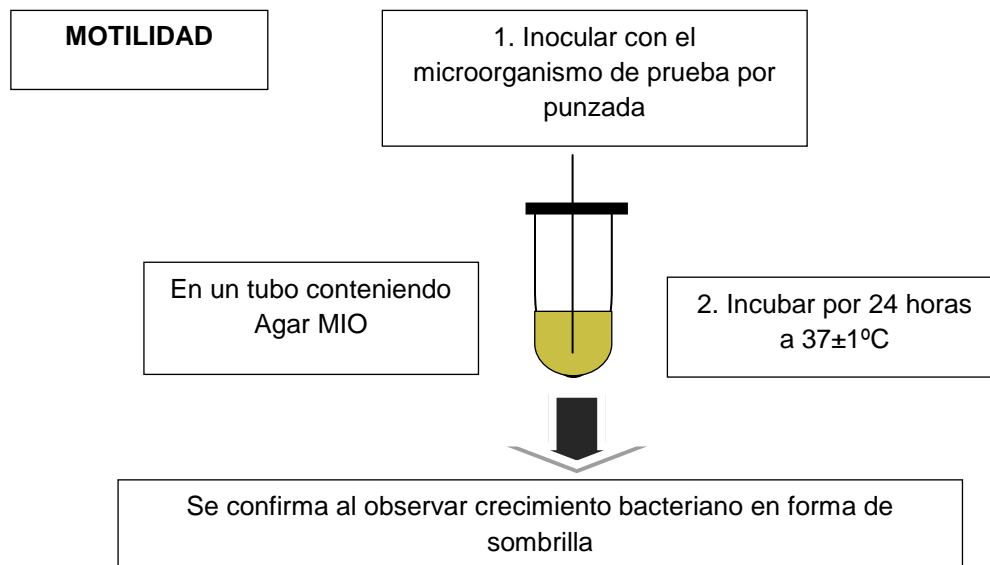 MOTILIDAD
1. Inocular con el
microorganismo de prueba por
punzada
En un tubo conteniendo
Agar MIO
2. Incubar por 24 horas
a 37±1ºC
Se confirma al observar crecimiento bacteriano en forma de
sombrilla